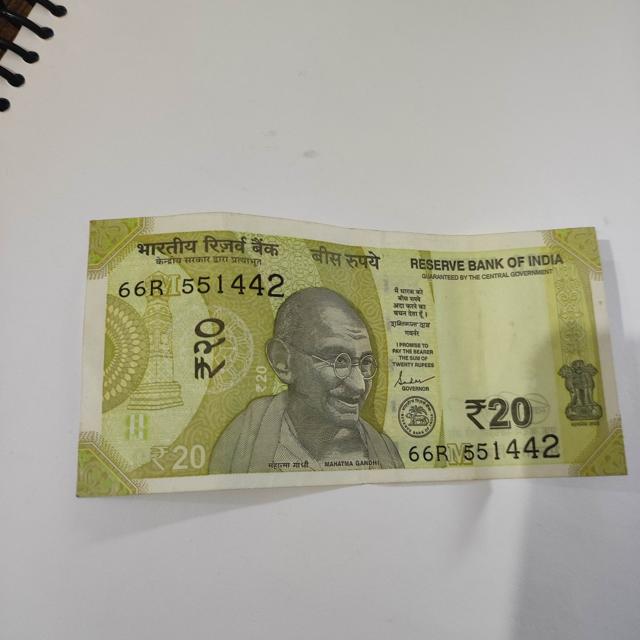 भारतीय रिज़र्व बैंक
केन्द्रीय सरकार द्वारा प्रत्याभूत
बीस रुपये
RESERVE BANK OF INDIA
GUARANTEED BY THE CENTRAL GOVERNMENT
66R 551442
₹२०
₹20
मैं धारक को
बीस रुपये
अदा करने का
वचन देता हूँ।
शक्तिकान्त दास
गवर्नर
I PROMISE TO
PAY THE BEARER
THE SUM OF
TWENTY RUPEES
GOVERNOR
₹20
₹20
महात्मा गांधी
MAHATMA GANDHI
66R 551442
सत्यमेव जयते